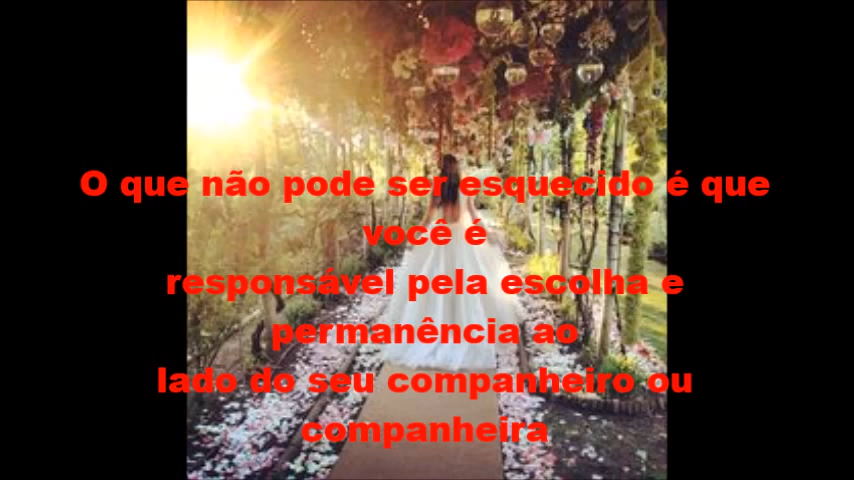 O que não pode ser esquecido é que
você é
responsável pela escolha e
permanência ao
lado do seu companheiro ou
companheira